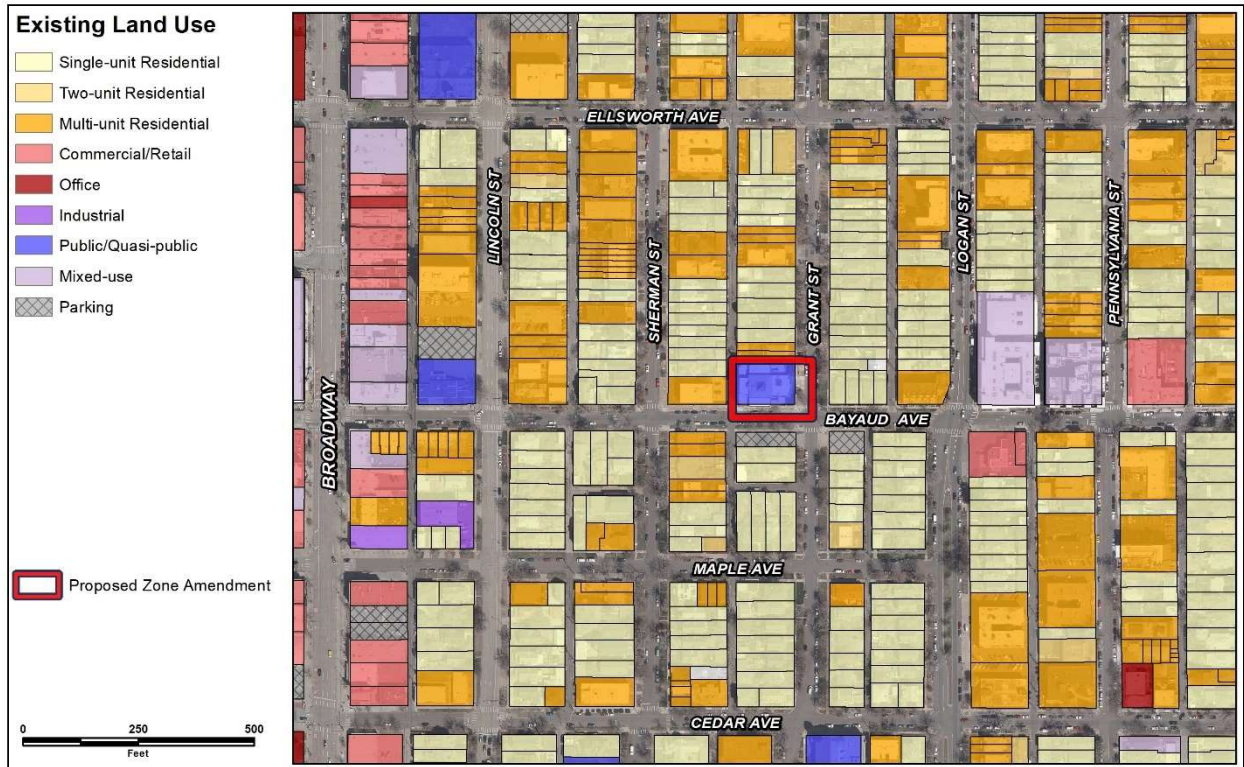 Existing Land Use
Single-unit Residential
Two-unit Residential
Multi-unit Residential
Commercial/Retail
Office
Industrial
Public/Quasi-public
Mixed-use
Parking
Proposed Zone Amendment
0 250 500
Feet
ELLSWORTH AVE
LINCOLN ST
SHERMAN ST
GRANT ST
LOGAN ST
PENNSYLVANIA ST
BROADWAY
BAYAUD AVE
MAPLE AVE
CEDAR AVE